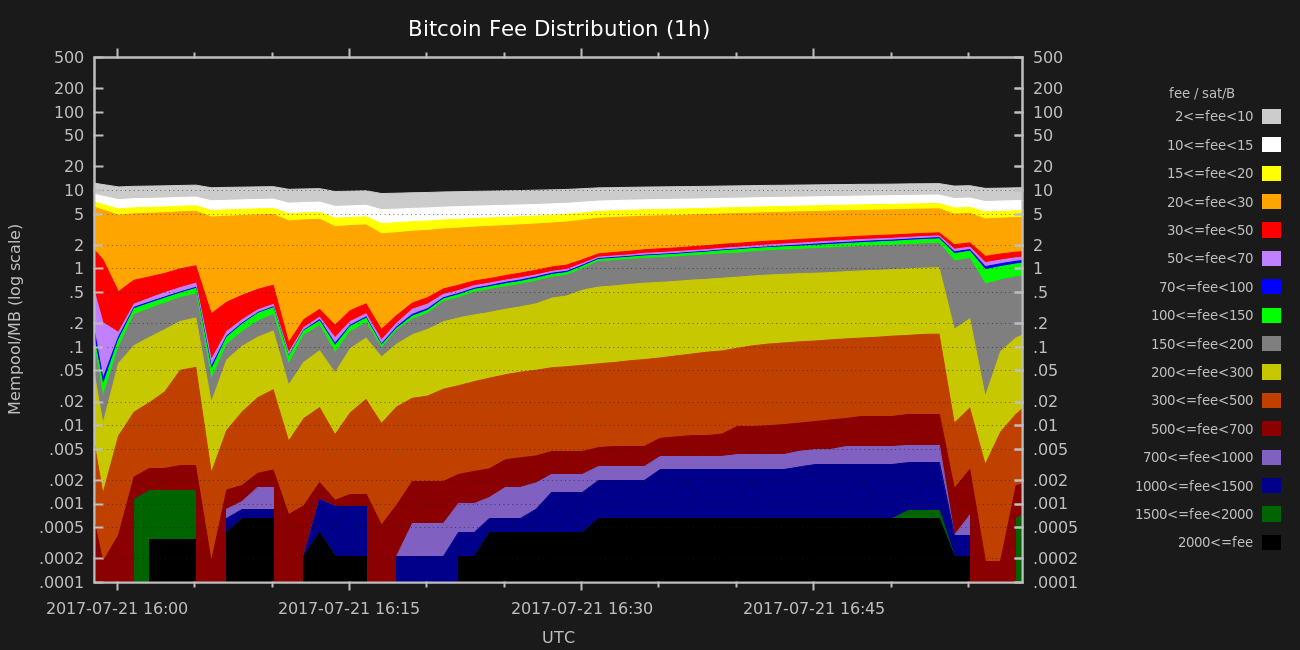 Bitcoin Fee Distribution (1h)
Mempool/MB (log scale)
500 500
200 200
100 100
50 50
20 20
10 10
5 5
2 2
1 1
.5 .5
.2 .2
.1 .1
.05 .05
.02 .02
.01 .01
.005 .005
.002 .002
.001 .001
.0005 .0005
.0002 .0002
.0001 .0001
2017-07-21 16:00 2017-07-21 16:15 2017-07-21 16:30 2017-07-21 16:45
UTC
fee / sat/B
2<=fee<10
10<=fee<15
15<=fee<20
20<=fee<30
30<=fee<50
50<=fee<70
70<=fee<100
100<=fee<150
150<=fee<200
200<=fee<300
300<=fee<500
500<=fee<700
700<=fee<1000
1000<=fee<1500
1500<=fee<2000
2000<=fee